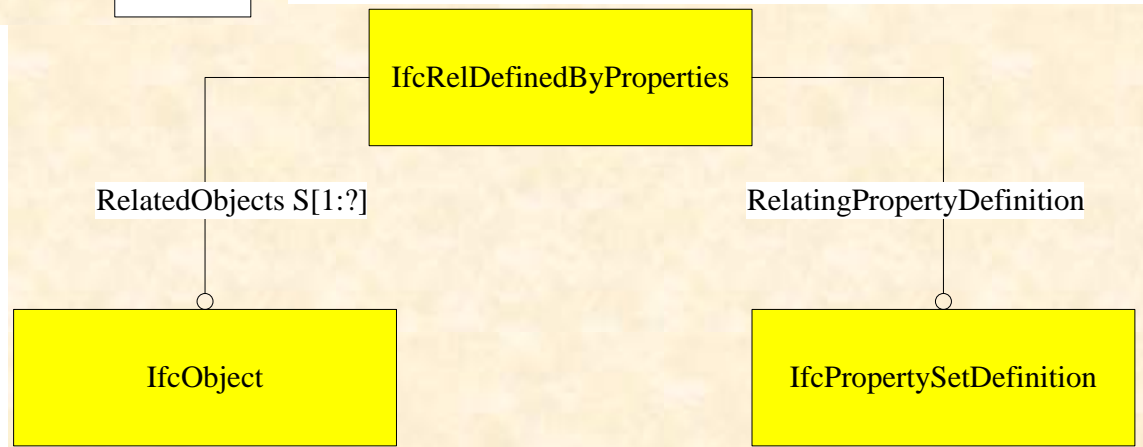 IfcRelDefinedByProperties
RelatedObjects S[1:?]
RelatingPropertyDefinition
IfcObject
IfcPropertySetDefinition